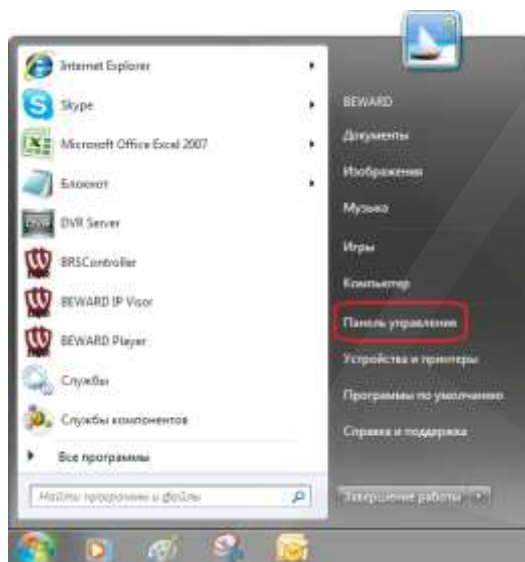 Internet Explorer
Skype
Microsoft Office Excel 2007
Блокнот
DVR Server
BRSController
BEWARD IP Visor
BEWARD Player
Службы
Службы компонентов
Все программы
Найти программы и файлы
BEWARD
Документы
Изображения
Музыка
Игры
Компьютер
Панель управления
Устройства и принтеры
Программы по умолчанию
Справка и поддержка
Завершение работы